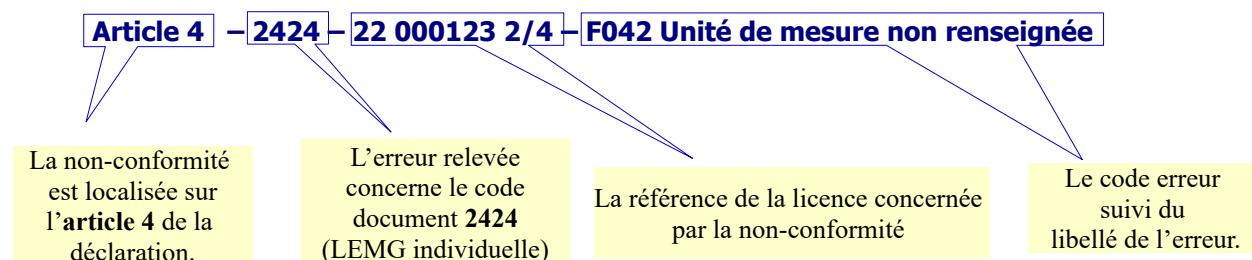 Article 4 – 2424 – 22 000123 2/4 – F042 Unité de mesure non renseignée
La non-conformité
est localisée sur
l’article 4 de la
déclaration.
L’erreur relevée
concerne le code
document 2424
(LEMG individuelle)
La référence de la licence concernée
par la non-conformité
Le code erreur
suivi du
libellé de l’erreur.